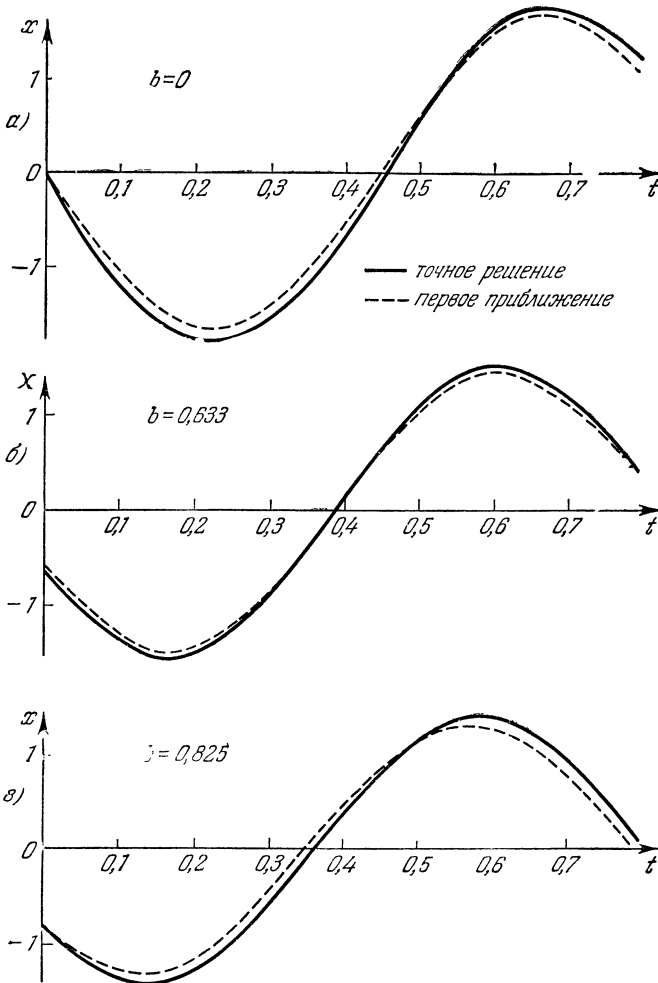 x
1
b=0
а)
0
0,1 0,2 0,3 0,4 0,5 0,6 0,7 t
−1
точное решение
первое приближение
x
1
b=0,633
б)
0
0,1 0,2 0,3 0,4 0,5 0,6 0,7 t
−1
x
1
=0,825
в)
0
0,1 0,2 0,3 0,4 0,5 0,6 0,7 t
−1